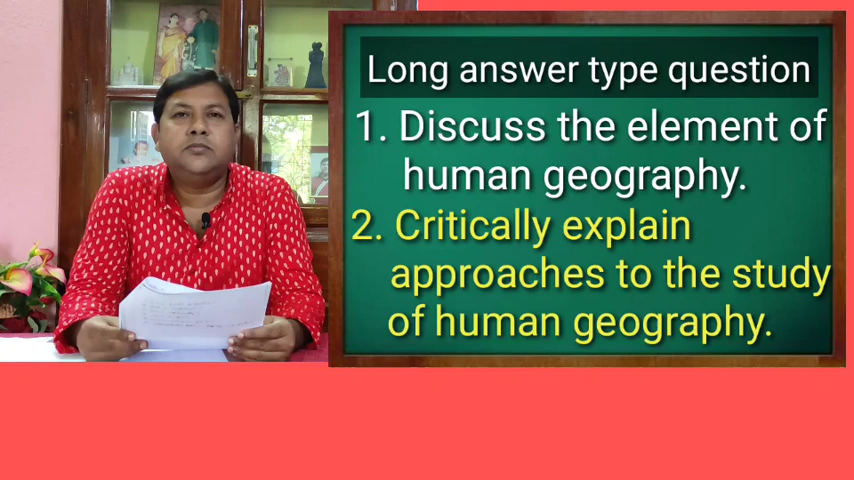 Long answer type question
1. Discuss the element of
human geography.
2. Critically explain
approaches to the study
of human geography.